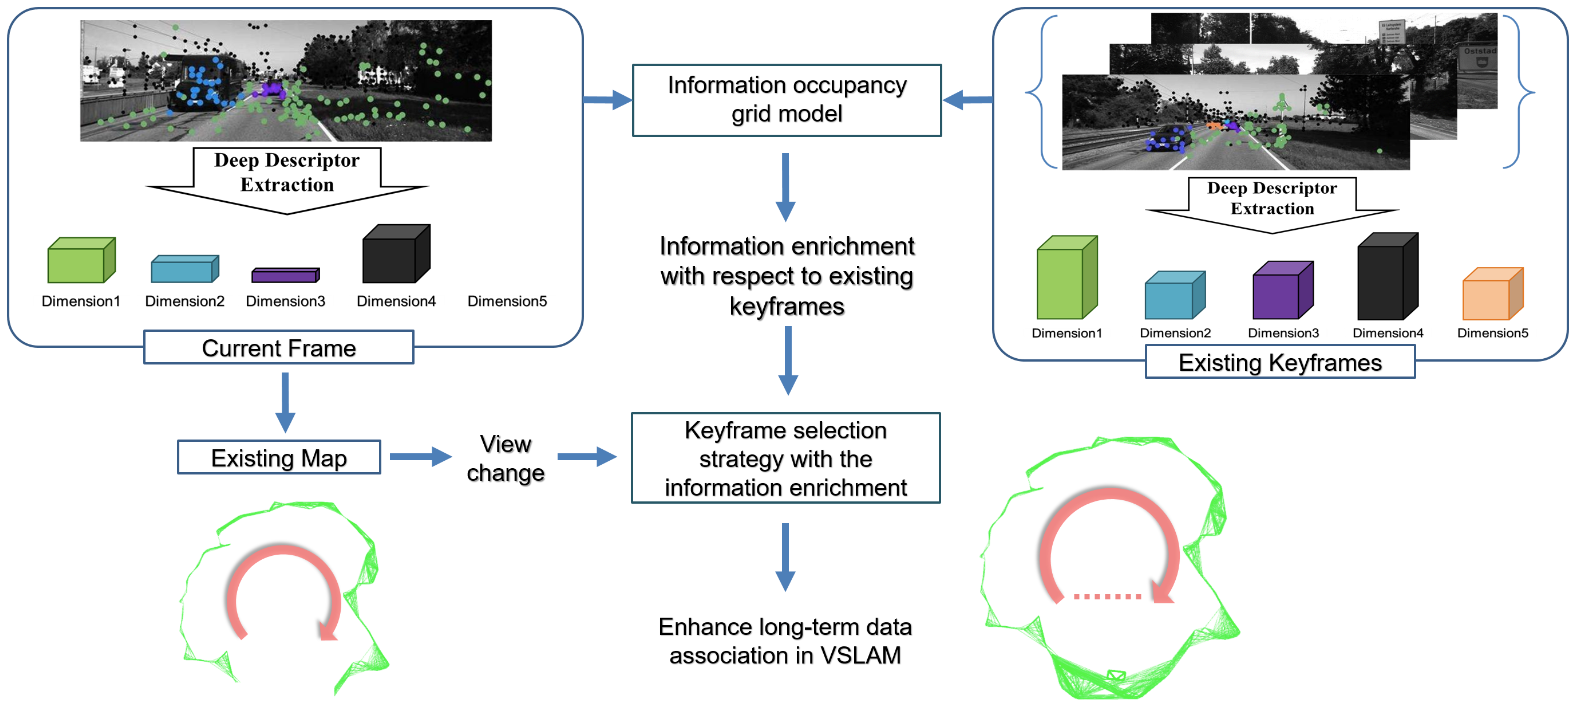 Deep Descriptor
Extraction
Dimension1
Dimension2
Dimension3
Dimension4
Dimension5
Current Frame
Information occupancy
grid model
Information enrichment
with respect to existing
keyframes
Ostelad
Deep Descriptor
Extraction
Dimension1
Dimension2
Dimension3
Dimension4
Dimension5
Existing Keyframes
Existing Map
View
change
Keyframe selection
strategy with the
information enrichment
Enhance long-term data
association in VSLAM